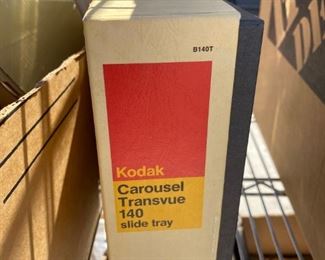 B140T
Kodak
Carousel
Transvue
140
slide tray